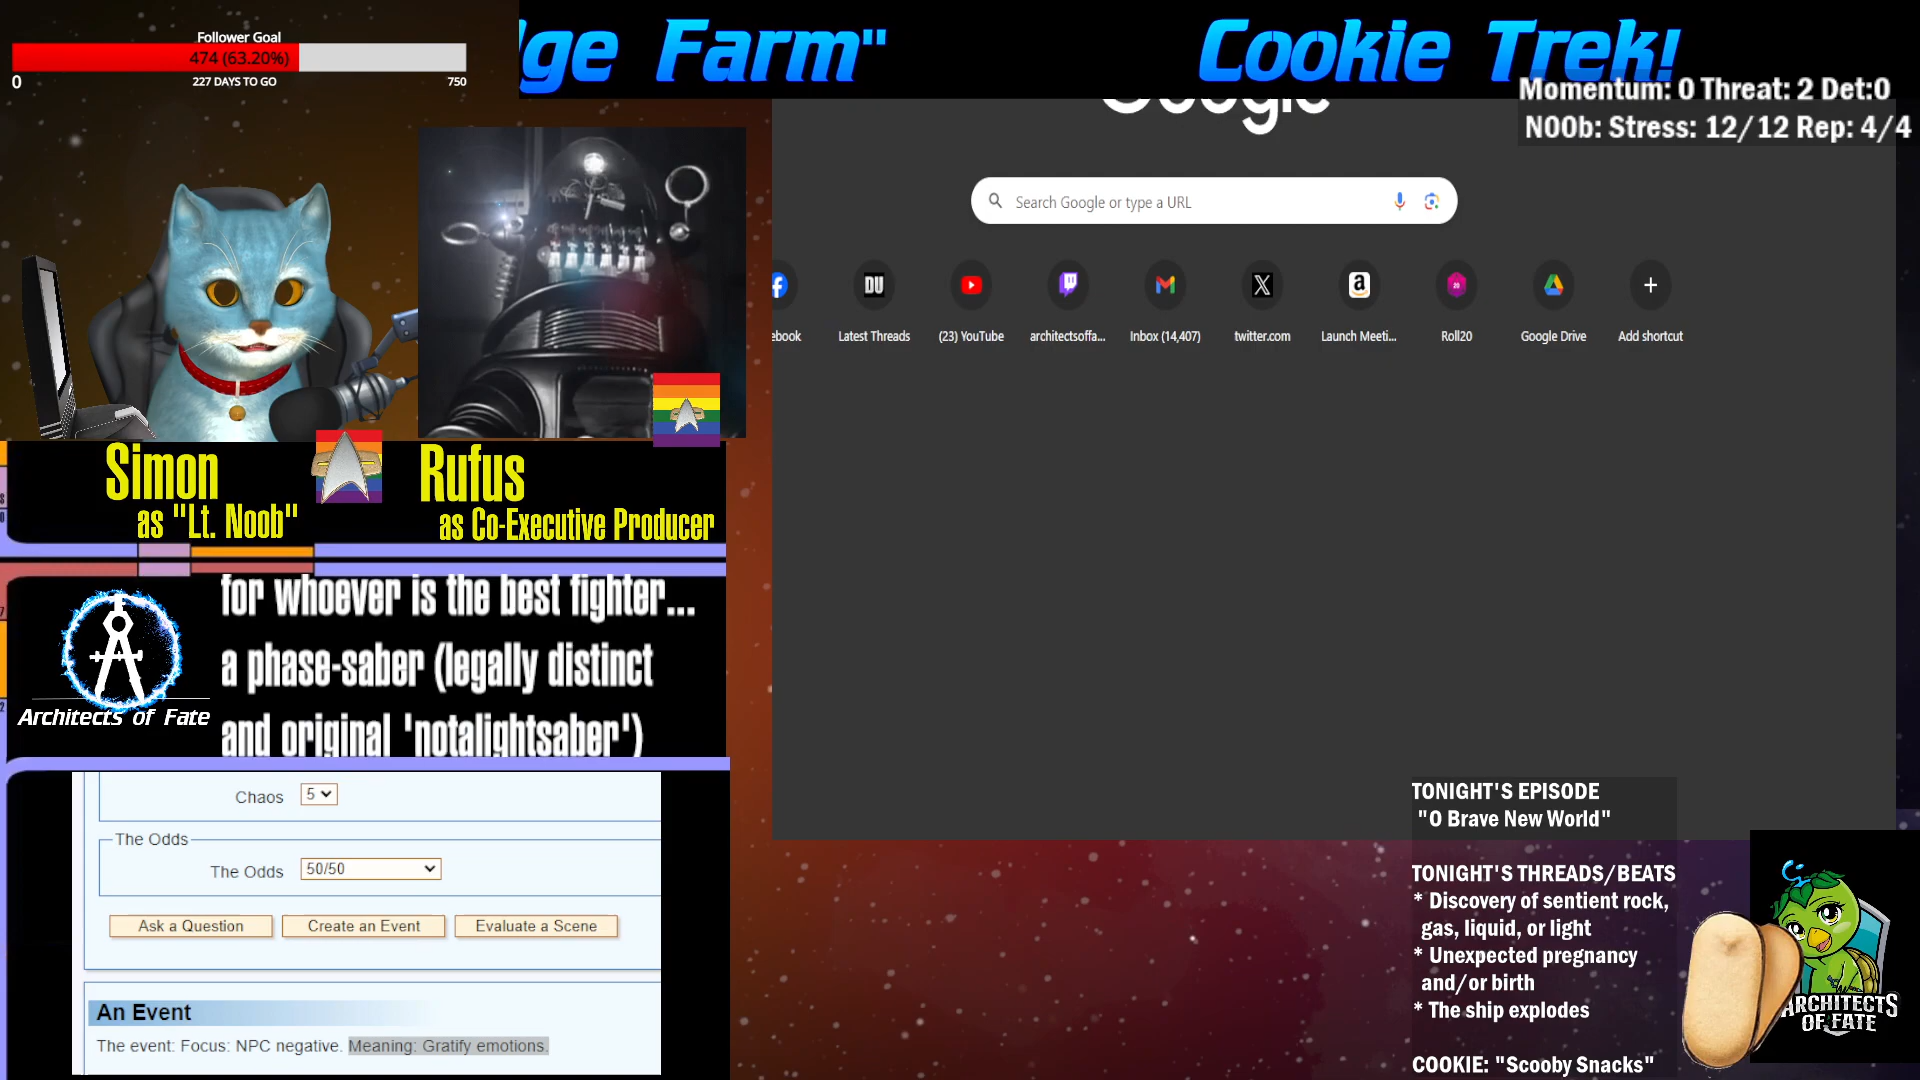 Follower Goal
474 (63.20%)
0
227 DAYS TO GO
750
dge Farm"
Cookie Trek!
Momentum: 0 Threat: 2 Det:0
N00b: Stress: 12/12 Rep: 4/4
Google
Search Google or type a URL
DU
a
ebook
Latest Threads
(23) YouTube
architectsoffa...
Inbox (14,407)
twitter.com
Launch Meeti...
Roll20
Google Drive
Add shortcut
Simon
as "Lt. Noob"
Rufus
as Co-Executive Producer
for whoever is the best fighter...
a phase-saber (legally distinct
and original 'notalightsaber')
Architects of Fate
Chaos
5
The Odds
The Odds
50/50
Ask a Question
Create an Event
Evaluate a Scene
An Event
The event: Focus: NPC negative. Meaning: Gratify emotions.
TONIGHT'S EPISODE
"O Brave New World"
TONIGHT'S THREADS/BEATS
* Discovery of sentient rock,
gas, liquid, or light
* Unexpected pregnancy
and/or birth
* The ship explodes
COOKIE: "Scooby Snacks"
ARCHITECTS
OF FATE